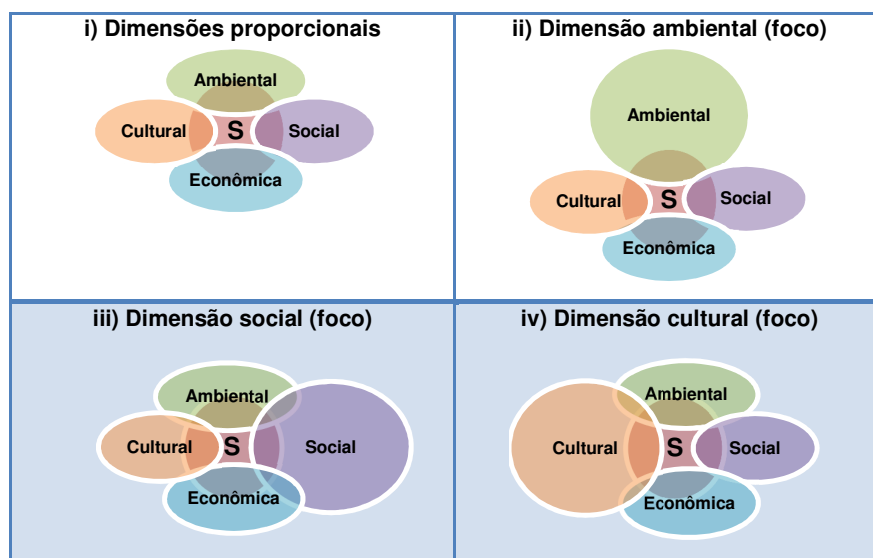 i) Dimensões proporcionais
Ambiental
Cultural
S
Social
Econômica
ii) Dimensão ambiental (foco)
Ambiental
Cultural
S
Social
Econômica
iii) Dimensão social (foco)
Ambiental
Cultural
S
Social
Econômica
iv) Dimensão cultural (foco)
Ambiental
Cultural
S
Social
Econômica